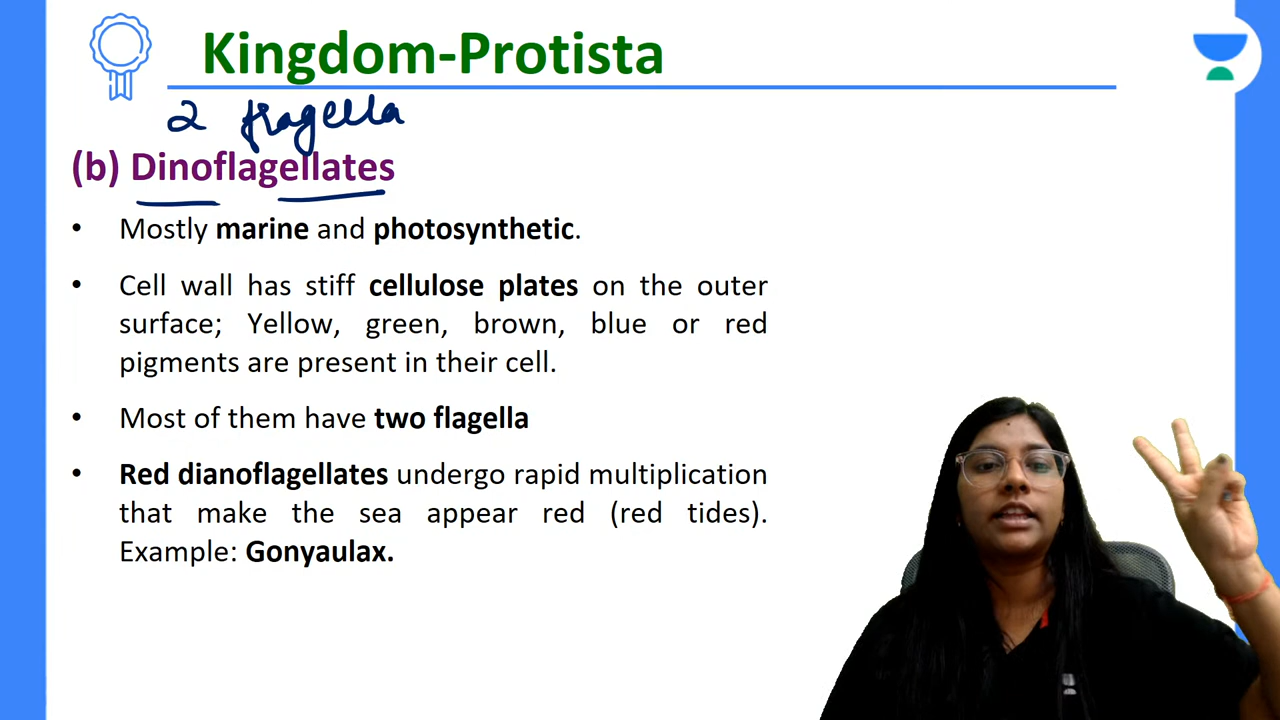 Kingdom-Protista
2 flagella
(b) Dinoflagellates
• Mostly marine and photosynthetic.
• Cell wall has stiff cellulose plates on the outer
surface; Yellow, green, brown, blue or red
pigments are present in their cell.
• Most of them have two flagella
• Red dianoflagellates undergo rapid multiplication
that make the sea appear red (red tides).
Example: Gonyaulax.